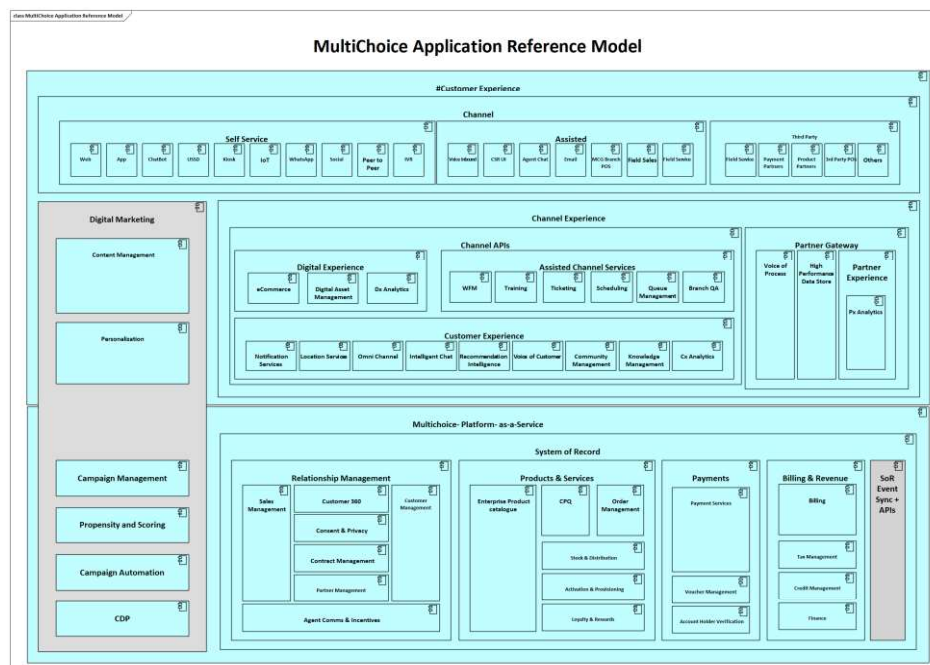 class MultiChoice Application Reference Model
MultiChoice Application Reference Model
#Customer Experience
Channel
Self Service
Web
App
ChatBot
USSD
Kiosk
IoT
WhatsApp
Social
Peer to
Peer
IVR
Assisted
Voice Inbound
CSR UI
Agent Chat
Email
MCG Branch
POS
Field Sales
Field Service
Third Party
Field Service
Payment
Partners
Product
Partners
3rd Party POs
Others
Digital Marketing
Content Management
Personalisation
Campaign Management
Propensity and Scoring
Campaign Automation
CDP
Channel Experience
Channel APIs
Digital Experience
eCommerce
Digital Asset
Management
Dx Analytics
Assisted Channel Services
WFM
Training
Ticketing
Scheduling
Queue
Management
Branch QA
Customer Experience
Notification
Services
Location Services
Omni Channel
Intelligent Chat
Recommendation
Intelligence
Voice of Customer
Community
Management
Knowledge
Management
Cx Analytics
Partner Gateway
Voice of
Process
High
Performance
Data Store
Partner
Experience
Px Analytics
Multichoice- Platform- as-a-Service
System of Record
Relationship Management
Sales
Management
Customer 360
Consent & Privacy
Contract Management
Partner Management
Customer
Management
Agent Comms & Incentives
Products & Services
Enterprise Product
catalogue
CPQ
Order
Management
Stock & Distribution
Activation & Provisioning
Loyalty & Rewards
Payments
Payment Services
Voucher Management
Account Holder Verification
Billing & Revenue
Billing
Tax Management
Credit Management
Finance
SoR
Event
Sync +
APIs